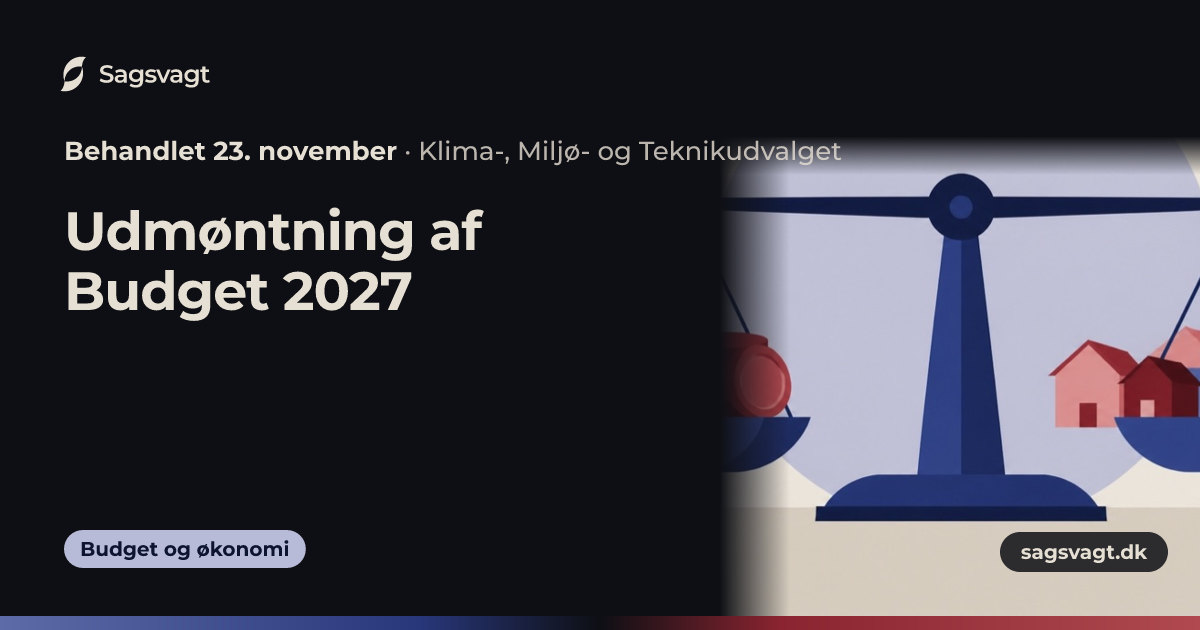 Sagsvagt
Behandlet 23. november · Klima-, Miljø- og Teknikudvalget
Udmøntning af
Budget 2027
Budget og økonomi
sagsvagt.dk